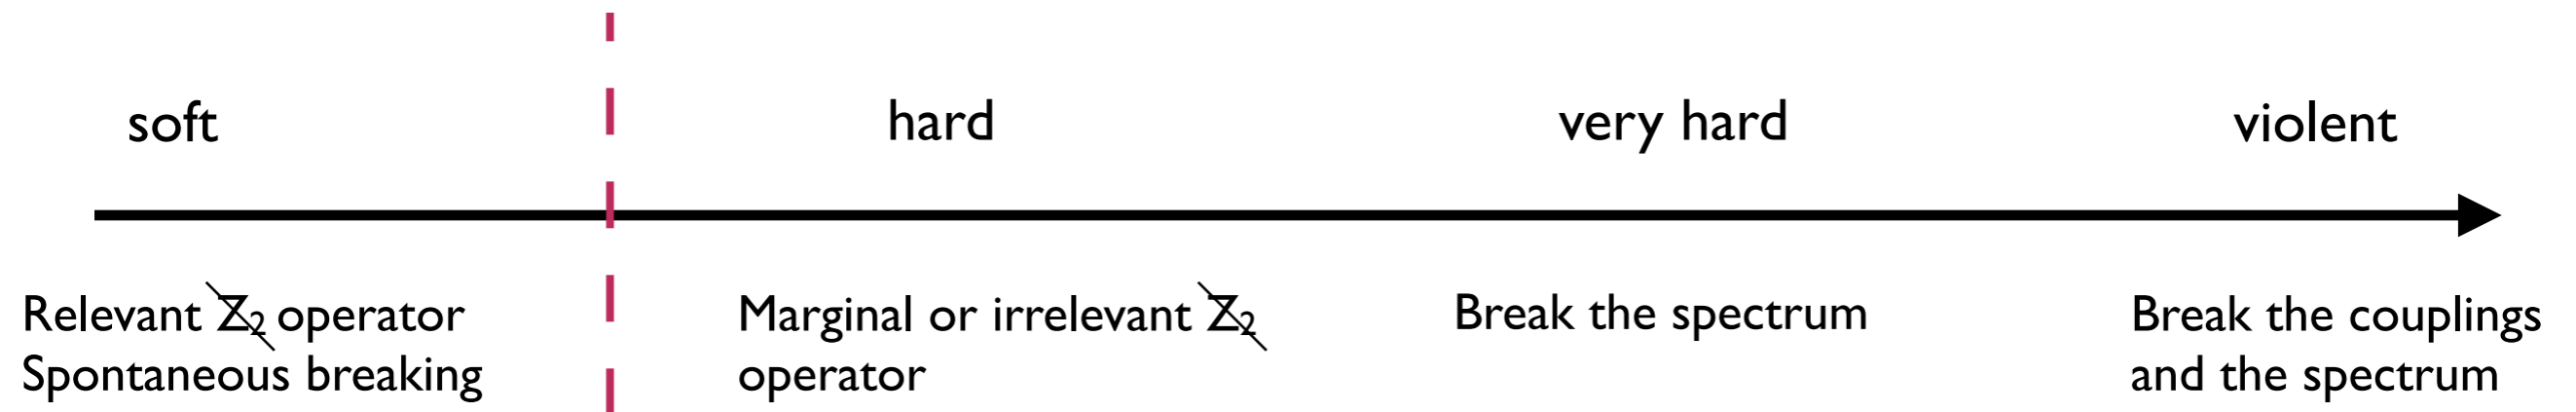 soft
hard
very hard
violent
Relevant Z̸₂ operator
Spontaneous breaking
Marginal or irrelevant Z̸₂
operator
Break the spectrum
Break the couplings
and the spectrum